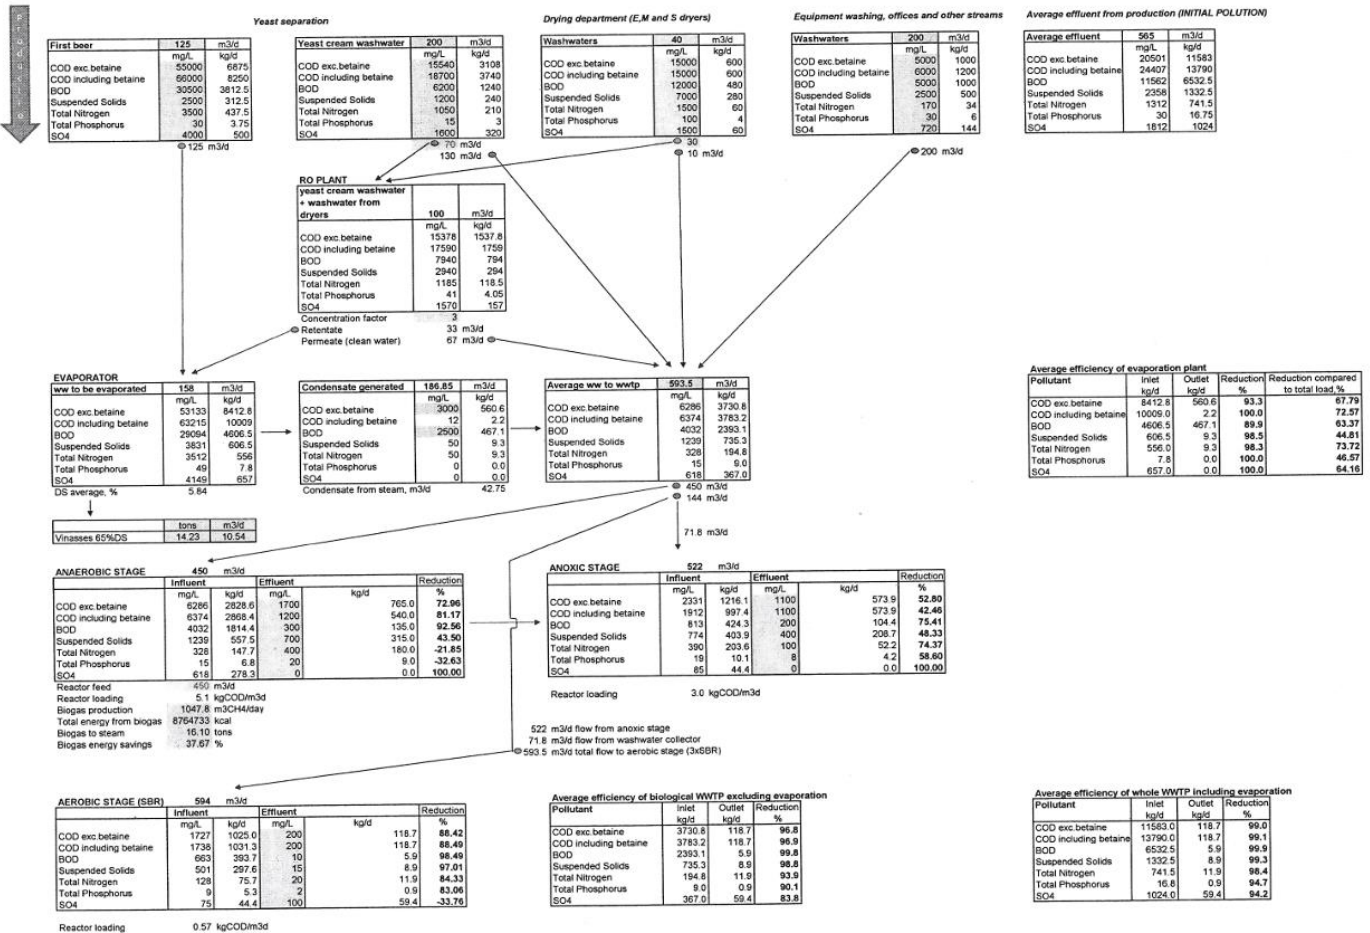 Production
Yeast separation
Drying department (E,M and S dryers)
Equipment washing, offices and other streams
Average effluent from production (INITIAL POLUTION)
First beer 125 m3/d
mg/L kg/d
COD exc.betaine 55000 6875
COD including betaine 66000 8250
BOD 30500 3812.5
Suspended Solids 2500 312.5
Total Nitrogen 3500 437.5
Total Phosphorus 30 3.75
SO4 4000 500
125 m3/d
Yeast cream washwater 200 m3/d
mg/L kg/d
COD exc.betaine 15540 3108
COD including betaine 18700 3740
BOD 6200 1240
Suspended Solids 1200 240
Total Nitrogen 1050 210
Total Phosphorus 15 3
SO4 1600 320
70 m3/d
130 m3/d
Washwaters 40 m3/d
mg/L kg/d
COD exc.betaine 15000 600
COD including betaine 15000 600
BOD 12000 480
Suspended Solids 7000 280
Total Nitrogen 1500 60
Total Phosphorus 100 4
SO4 1500 60
30
10 m3/d
Washwaters 200 m3/d
mg/L kg/d
COD exc.betaine 5000 1000
COD including betaine 6000 1200
BOD 5000 1000
Suspended Solids 2500 500
Total Nitrogen 170 34
Total Phosphorus 30 6
SO4 720 144
200 m3/d
Average effluent 565 m3/d
mg/L kg/d
COD exc.betaine 20501 11583
COD including betaine 24407 13790
BOD 11562 6532.5
Suspended Solids 2358 1332.5
Total Nitrogen 1312 741.5
Total Phosphorus 30 16.75
SO4 1812 1024
RO PLANT
yeast cream washwater
+ washwater from
dryers 100 m3/d
mg/L kg/d
COD exc.betaine 15378 1537.8
COD including betaine 17590 1759
BOD 7940 794
Suspended Solids 2940 294
Total Nitrogen 1185 118.5
Total Phosphorus 41 4.05
SO4 1570 157
Concentration factor 3
Retentate 33 m3/d
Permeate (clean water) 67 m3/d
EVAPORATOR
ww to be evaporated 158 m3/d
mg/L kg/d
COD exc.betaine 53133 8412.8
COD including betaine 63215 10009
BOD 29094 4606.5
Suspended Solids 3831 606.5
Total Nitrogen 3512 556
Total Phosphorus 49 7.8
SO4 4149 657
DS average, % 5.84
tons m3/d
Vinasses 65%DS 14.23 10.54
Condensate generated 186.85 m3/d
mg/L kg/d
COD exc.betaine 3000 560.6
COD including betaine 12 2.2
BOD 2500 467.1
Suspended Solids 50 9.3
Total Nitrogen 50 9.3
Total Phosphorus 0 0.0
SO4 0 0.0
Condensate from steam, m3/d 42.75
Average ww to wwtp 593.5 m3/d
mg/L kg/d
COD exc.betaine 6286 3730.8
COD including betaine 6374 3783.2
BOD 4032 2393.1
Suspended Solids 1239 735.3
Total Nitrogen 328 194.8
Total Phosphorus 15 9.0
SO4 618 367.0
450 m3/d
144 m3/d
71.8 m3/d
Average efficiency of evaporation plant
Pollutant Inlet Outlet Reduction Reduction compared
kg/d kg/d % to total load,%
COD exc.betaine 8412.8 560.6 93.3 67.79
COD including betaine 10009.0 2.2 100.0 72.57
BOD 4606.5 467.1 89.9 63.37
Suspended Solids 606.5 9.3 98.5 44.81
Total Nitrogen 556.0 9.3 98.3 73.72
Total Phosphorus 7.8 0.0 100.0 46.57
SO4 657.0 0.0 100.0 64.16
ANAEROBIC STAGE 450 m3/d
Influent Effluent Reduction
mg/L kg/d mg/L kg/d %
COD exc.betaine 6286 2828.6 1700 765.0 72.96
COD including betaine 6374 2868.4 1200 540.0 81.17
BOD 4032 1814.4 300 135.0 92.56
Suspended Solids 1239 557.5 700 315.0 43.50
Total Nitrogen 328 147.7 400 180.0 -21.85
Total Phosphorus 15 6.8 20 9.0 -32.63
SO4 618 278.3 0 0.0 100.00
Reactor feed 450 m3/d
Reactor loading 5.1 kgCOD/m3d
Biogas production 1047.8 m3CH4/day
Total energy from biogas 8764733 kcal
Biogas to steam 16.10 tons
Biogas energy savings 37.67 %
ANOXIC STAGE 522 m3/d
Influent Effluent Reduction
mg/L kg/d mg/L kg/d %
COD exc.betaine 2331 1216.1 1100 573.9 52.80
COD including betaine 1912 997.4 1100 573.9 42.46
BOD 813 424.3 200 104.4 75.41
Suspended Solids 774 403.9 400 208.7 48.33
Total Nitrogen 390 203.6 100 52.2 74.37
Total Phosphorus 19 10.1 8 4.2 58.60
SO4 85 44.4 0 0.0 100.00
Reactor loading 3.0 kgCOD/m3d
522 m3/d flow from anoxic stage
71.8 m3/d flow from washwater collector
593.5 m3/d total flow to aerobic stage (3xSBR)
AEROBIC STAGE (SBR) 594 m3/d
Influent Effluent Reduction
mg/L kg/d mg/L kg/d %
COD exc.betaine 1727 1025.0 200 118.7 88.42
COD including betaine 1738 1031.3 200 118.7 88.49
BOD 663 393.7 10 5.9 98.49
Suspended Solids 501 297.6 15 8.9 97.01
Total Nitrogen 128 75.7 20 11.9 84.33
Total Phosphorus 9 5.3 2 0.9 83.06
SO4 75 44.4 100 59.4 -33.76
Reactor loading 0.57 kgCOD/m3d
Average efficiency of biological WWTP excluding evaporation
Pollutant Inlet Outlet Reduction
kg/d kg/d %
COD exc.betaine 3730.8 118.7 96.8
COD including betaine 3783.2 118.7 96.9
BOD 2393.1 5.9 99.8
Suspended Solids 735.3 8.9 98.8
Total Nitrogen 194.8 11.9 93.9
Total Phosphorus 9.0 0.9 90.1
SO4 367.0 59.4 83.8
Average efficiency of whole WWTP including evaporation
Pollutant Inlet Outlet Reduction
kg/d kg/d %
COD exc.betaine 11583.0 118.7 99.0
COD including betaine 13790.0 118.7 99.1
BOD 6532.5 5.9 99.9
Suspended Solids 1332.5 8.9 99.3
Total Nitrogen 741.5 11.9 98.4
Total Phosphorus 16.8 0.9 94.7
SO4 1024.0 59.4 94.2